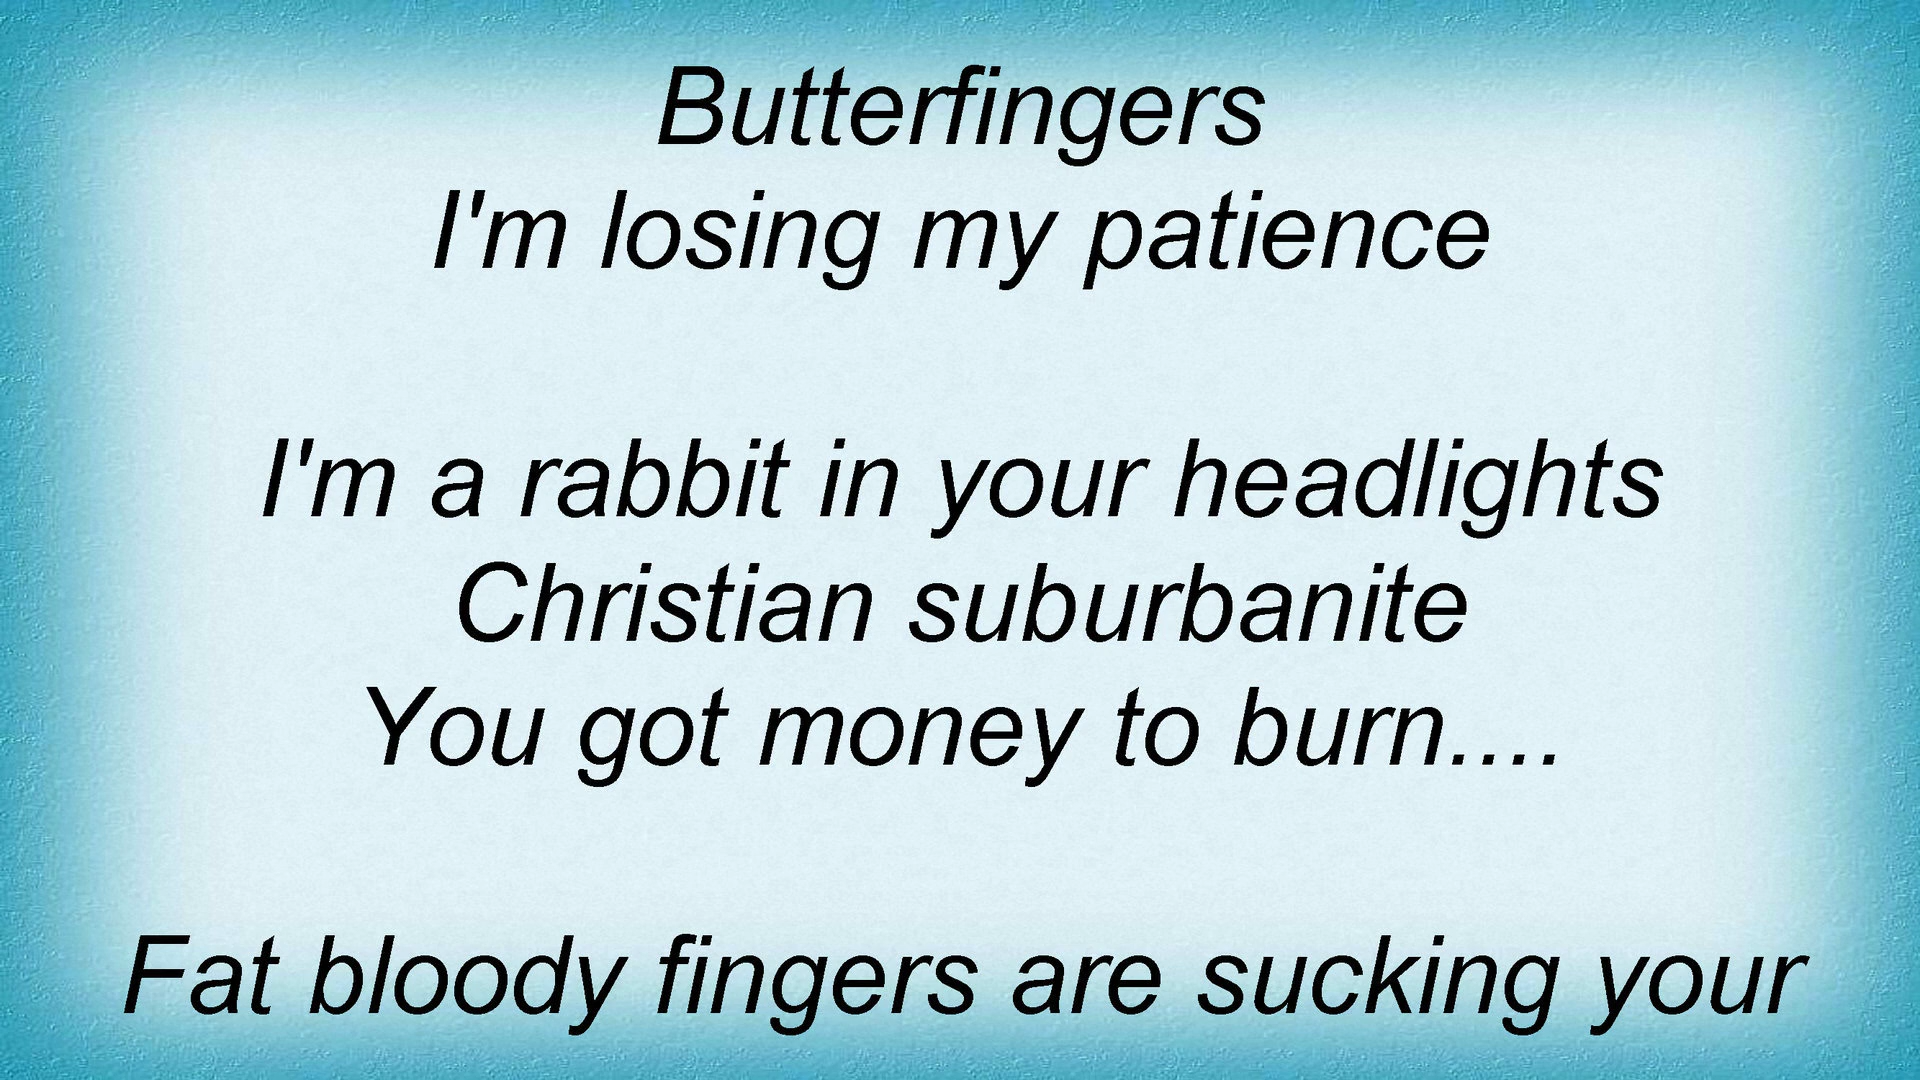 Butterfingers
I'm losing my patience
I'm a rabbit in your headlights
Christian suburbanite
You got money to burn....
Fat bloody fingers are sucking your